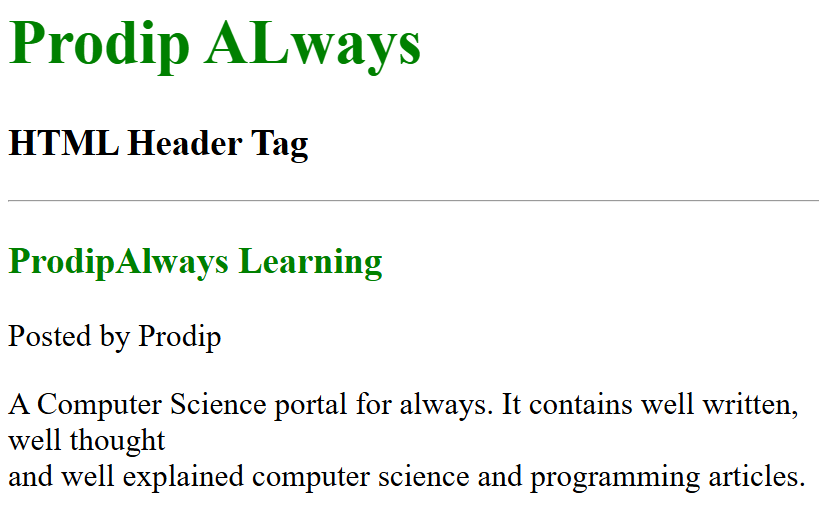 Prodip ALways
HTML Header Tag
ProdipAlways Learning
Posted by Prodip
A Computer Science portal for always. It contains well written,
well thought
and well explained computer science and programming articles.